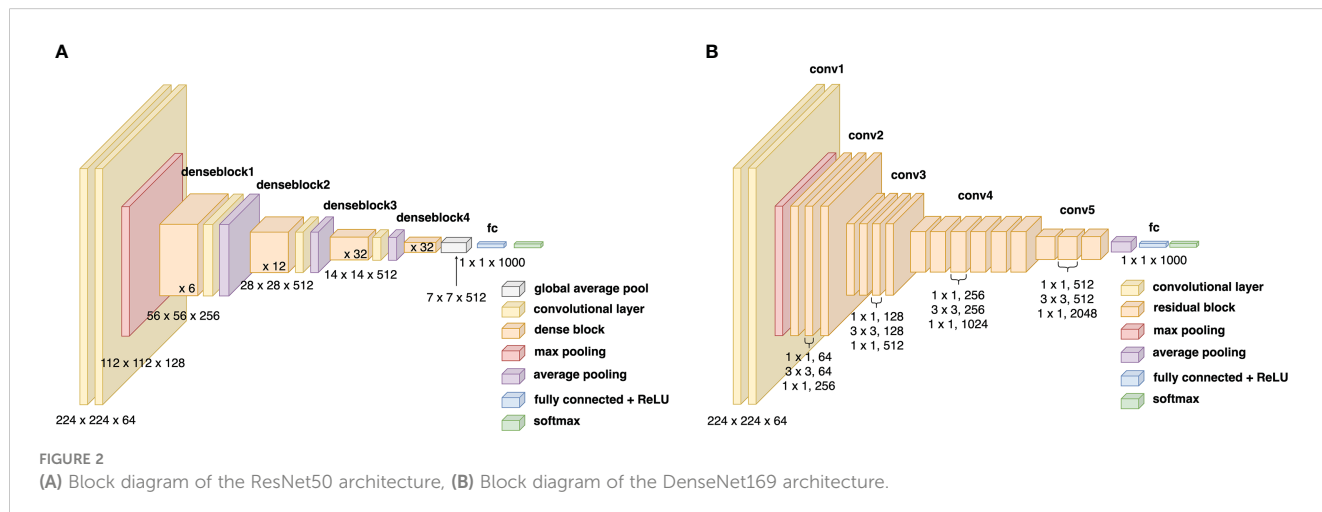 A
denseblock1
denseblock2
denseblock3
denseblock4
fc
x 6
x 12
x 32
x 32
1 x 1 x 1000
14 x 14 x 512
28 x 28 x 512
7 x 7 x 512
56 x 56 x 256
112 x 112 x 128
224 x 224 x 64
global average pool
convolutional layer
dense block
max pooling
average pooling
fully connected + ReLU
softmax
B
conv1
conv2
conv3
conv4
conv5
fc
1 x 1 x 1000
1 x 1, 512
3 x 3, 512
1 x 1, 2048
1 x 1, 256
3 x 3, 256
1 x 1, 1024
1 x 1, 128
3 x 3, 128
1 x 1, 512
1 x 1, 64
3 x 3, 64
1 x 1, 256
224 x 224 x 64
convolutional layer
residual block
max pooling
average pooling
fully connected + ReLU
softmax
FIGURE 2
(A) Block diagram of the ResNet50 architecture, (B) Block diagram of the DenseNet169 architecture.